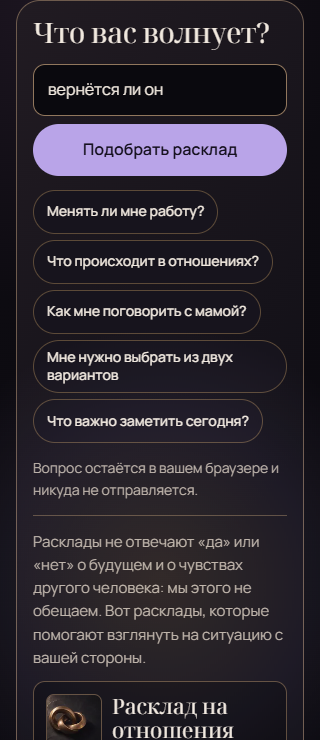 Что вас волнует?
вернётся ли он
Подобрать расклад
Менять ли мне работу?
Что происходит в отношениях?
Как мне поговорить с мамой?
Мне нужно выбрать из двух
вариантов
Что важно заметить сегодня?
Вопрос остаётся в вашем браузере и
никуда не отправляется.
Расклады не отвечают «да» или
«нет» о будущем и о чувствах
другого человека: мы этого не
обещаем. Вот расклады, которые
помогают взглянуть на ситуацию с
вашей стороны.
Расклад на
отношения